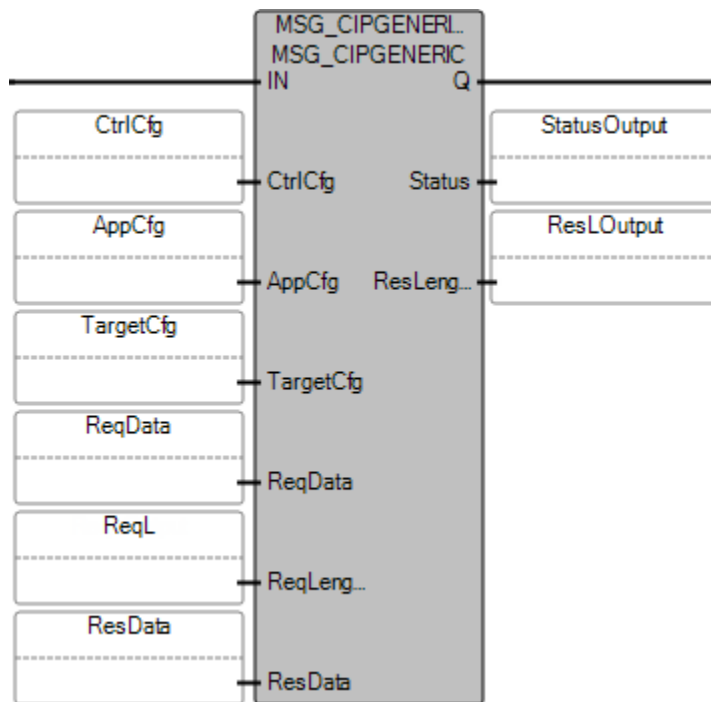 MSG_CIPGENERI...
MSG_CIPGENERIC
IN Q
CtrlCfg
StatusOutput
CtrlCfg Status
AppCfg
ResLOutput
AppCfg ResLeng...
TargetCfg
TargetCfg
ReqData
ReqData
ReqL
ReqLeng...
ResData
ResData